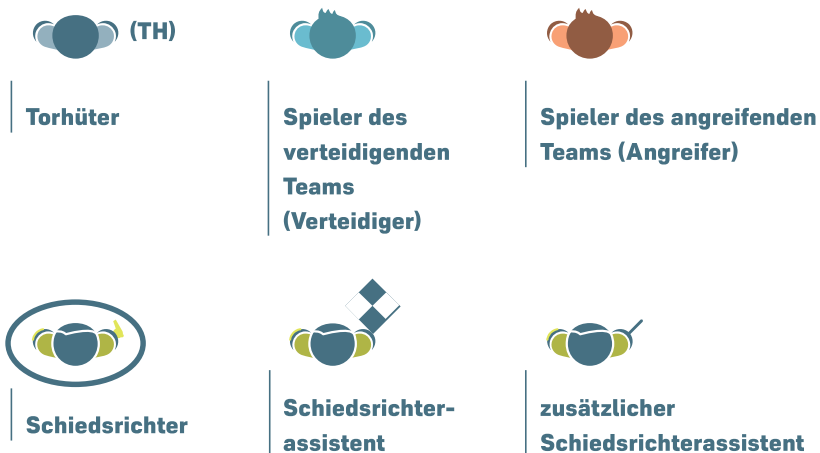 (TH)
Torhüter
Spieler des
verteidigenden
Teams
(Verteidiger)
Spieler des angreifenden
Teams (Angreifer)
Schiedsrichter
Schiedsrichter-
assistent
zusätzlicher
Schiedsrichterassistent